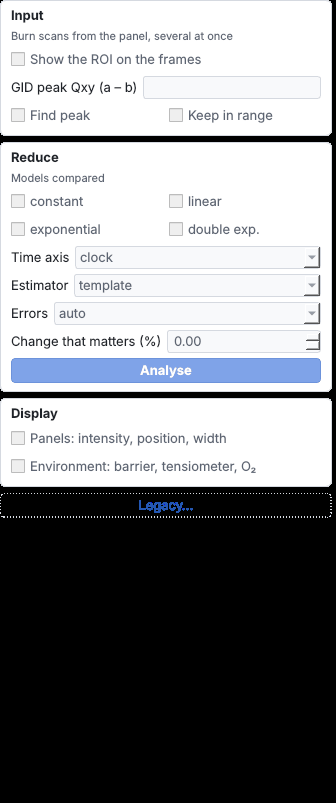 Input
Burn scans from the panel, several at once
Show the ROI on the frames
GID peak Qxy (a – b)
Find peak Keep in range
Reduce
Models compared
constant linear
exponential double exp.
Time axis clock
Estimator template
Errors auto
Change that matters (%) 0.00
Analyse
Display
Panels: intensity, position, width
Environment: barrier, tensiometer, O₂
Legacy...